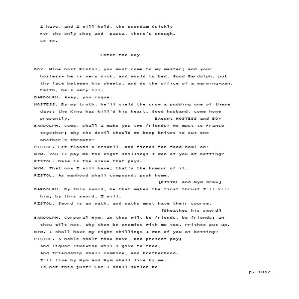 I have, and I will hold, the quondam Quickly
For the only she; and- pauca, there's enough.
Go to.
Enter the Boy
BOY. Mine host Pistol, you must come to my master; and your
hostess- he is very sick, and would to bed. Good Bardolph, put
thy face between his sheets, and do the office of a warming-pan.
Faith, he's very ill.
BARDOLPH. Away, you rogue.
HOSTESS. By my troth, he'll yield the crow a pudding one of these
days: the King has kill'd his heart. Good husband, come home
presently. Exeunt HOSTESS and BOY
BARDOLPH. Come, shall I make you two friends? We must to France
together; why the devil should we keep knives to cut one
another's throats?
PISTOL. Let floods o'erswell, and fiends for food howl on!
NYM. You'll pay me the eight shillings I won of you at betting?
PISTOL. Base is the slave that pays.
NYM. That now I will have; that's the humour of it.
PISTOL. As manhood shall compound: push home.
[PISTOL and Nym draw]
BARDOLPH. By this sword, he that makes the first thrust I'll kill
him; by this sword, I will.
PISTOL. Sword is an oath, and oaths must have their course.
[Sheathes his sword]
BARDOLPH. Corporal Nym, an thou wilt be friends, be friends; an
thou wilt not, why then be enemies with me too. Prithee put up.
NYM. I shall have my eight shillings I won of you at betting?
PISTOL. A noble shalt thou have, and present pay;
And liquor likewise will I give to thee,
And friendship shall combine, and brotherhood.
I'll live by Nym and Nym shall live by me.
Is not this just? For I shall sutler be